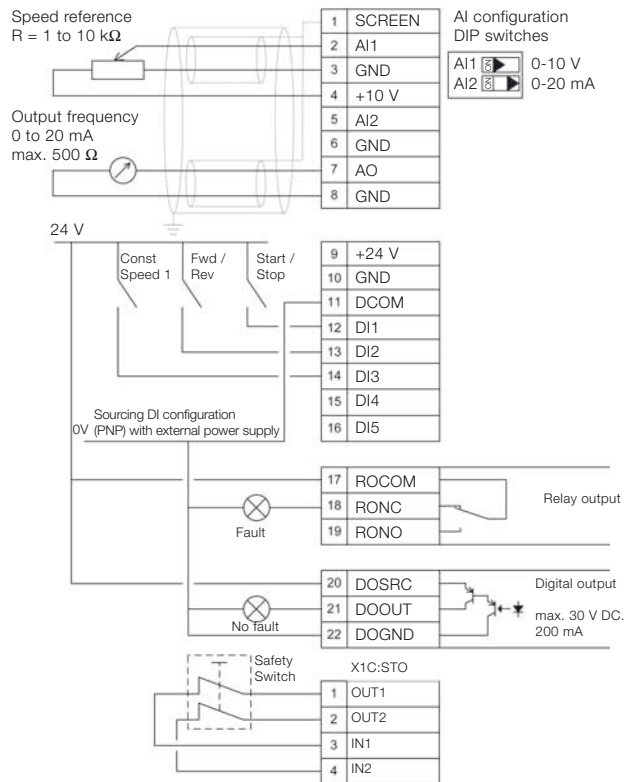 Speed reference
R = 1 to 10 kΩ
Output frequency
0 to 20 mA
max. 500 Ω
1 SCREEN
2 AI1
3 GND
4 +10 V
5 AI2
6 GND
7 AO
8 GND
AI configuration
DIP switches
AI1 ON 0-10 V
AI2 ON 0-20 mA
24 V
Const
Speed 1
Fwd /
Rev
Start /
Stop
9 +24 V
10 GND
11 DCOM
12 DI1
13 DI2
14 DI3
15 DI4
16 DI5
Sourcing DI configuration
0V (PNP) with external power supply
17 ROCOM
18 RONC
19 RONO
Relay output
Fault
20 DOSRC
21 DOOUT
22 DOGND
Digital output
max. 30 V DC.
200 mA
No fault
Safety
Switch
X1C:STO
1 OUT1
2 OUT2
3 IN1
4 IN2